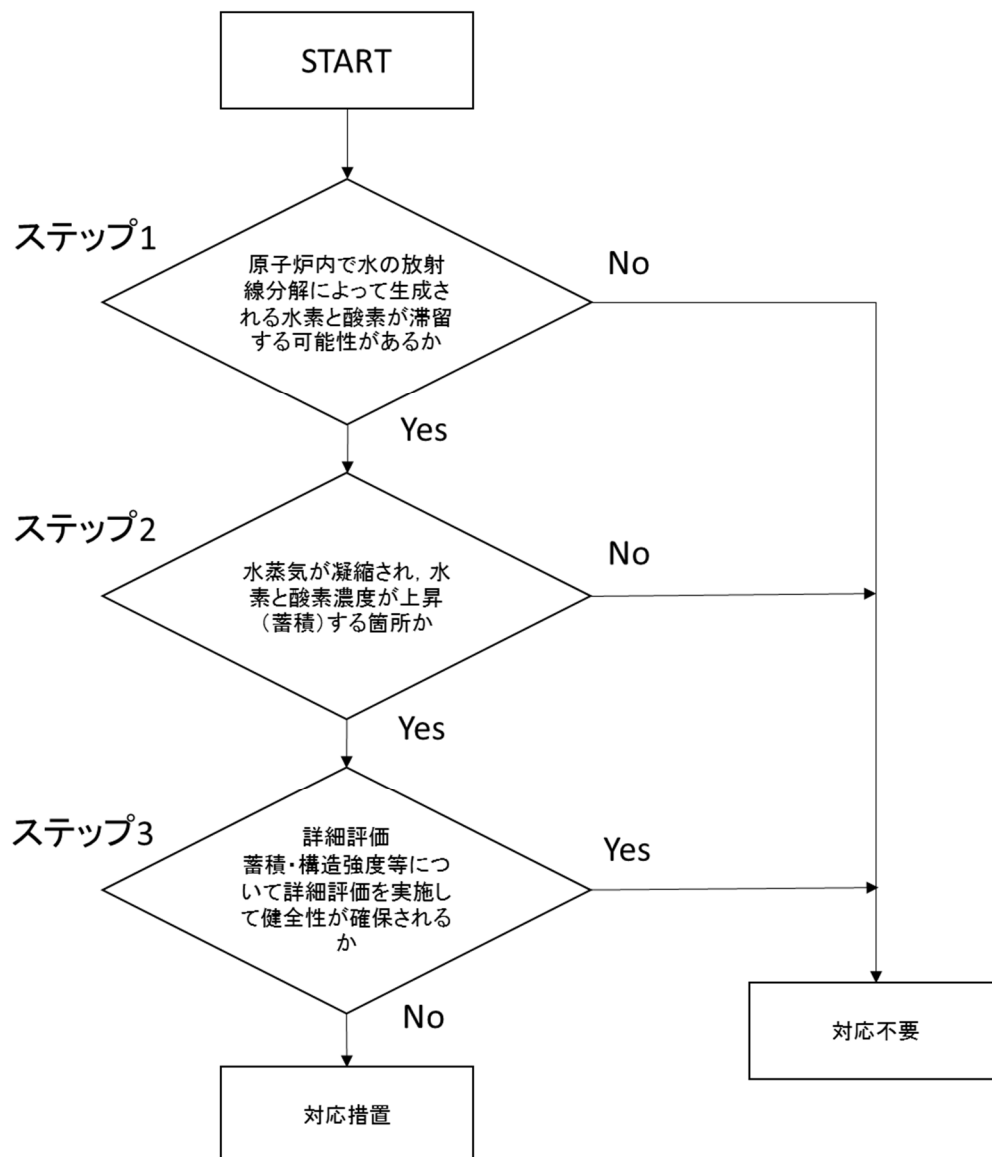 START
ステップ1
原子炉内で水の放射
線分解によって生成さ
れる水素と酸素が滞留
する可能性があるか
No
Yes
ステップ2
水蒸気が凝縮され，水
素と酸素濃度が上昇
（蓄積）する箇所か
No
Yes
ステップ3
詳細評価
蓄積・構造強度等につ
いて詳細評価を実施し
て健全性が確保される
か
Yes
No
対応不要
対応措置